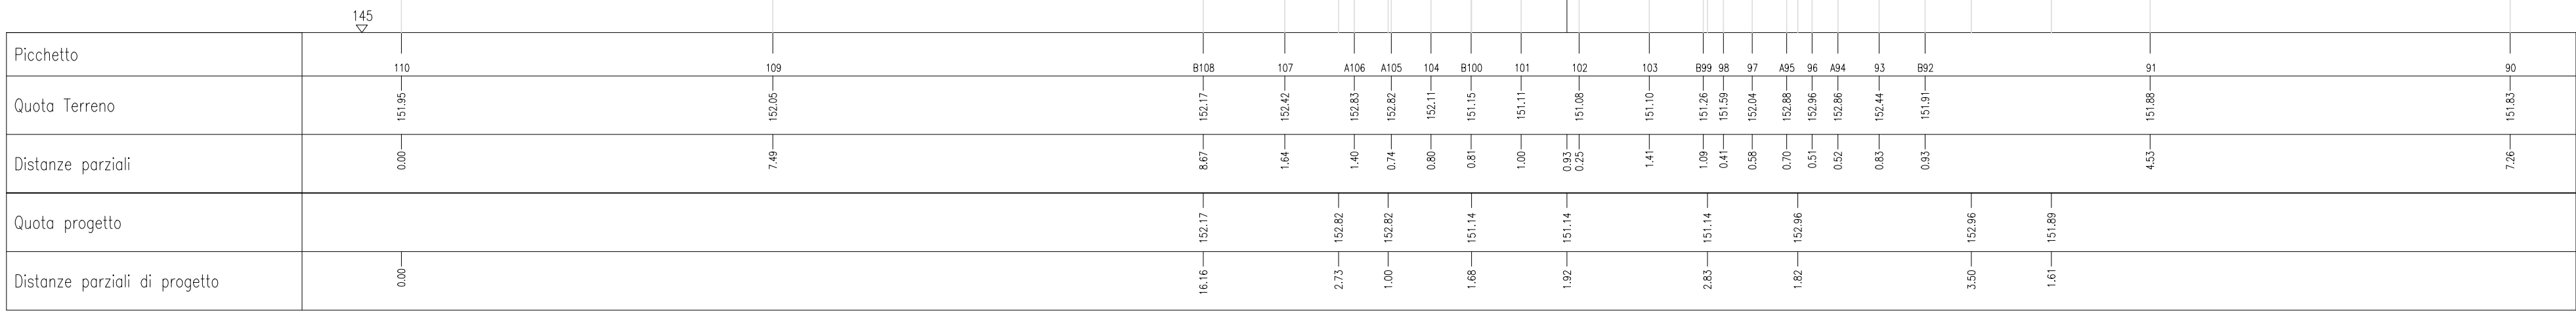 145
Picchetto 110 109 B108 107 A106 A105 104 B100 101 102 103 B99 98 97 A95 96 A94 93 B92 91 90
Quota Terreno 151.95 152.05 152.17 152.42 152.83 152.82 152.11 151.15 151.11 151.08 151.10 151.26 151.59 152.04 152.88 152.96 152.86 152.44 151.91 151.88 151.83
Distanze parziali 0.00 7.49 8.67 1.64 1.40 0.74 0.80 0.81 1.00 0.93 0.25 1.41 1.09 0.41 0.58 0.70 0.51 0.52 0.83 0.93 4.53 7.26
Quota progetto 152.17 152.82 152.82 151.14 151.14 151.14 152.96 152.96 151.89
Distanze parziali di progetto 0.00 16.16 2.73 1.00 1.68 1.92 2.83 1.82 3.50 1.61